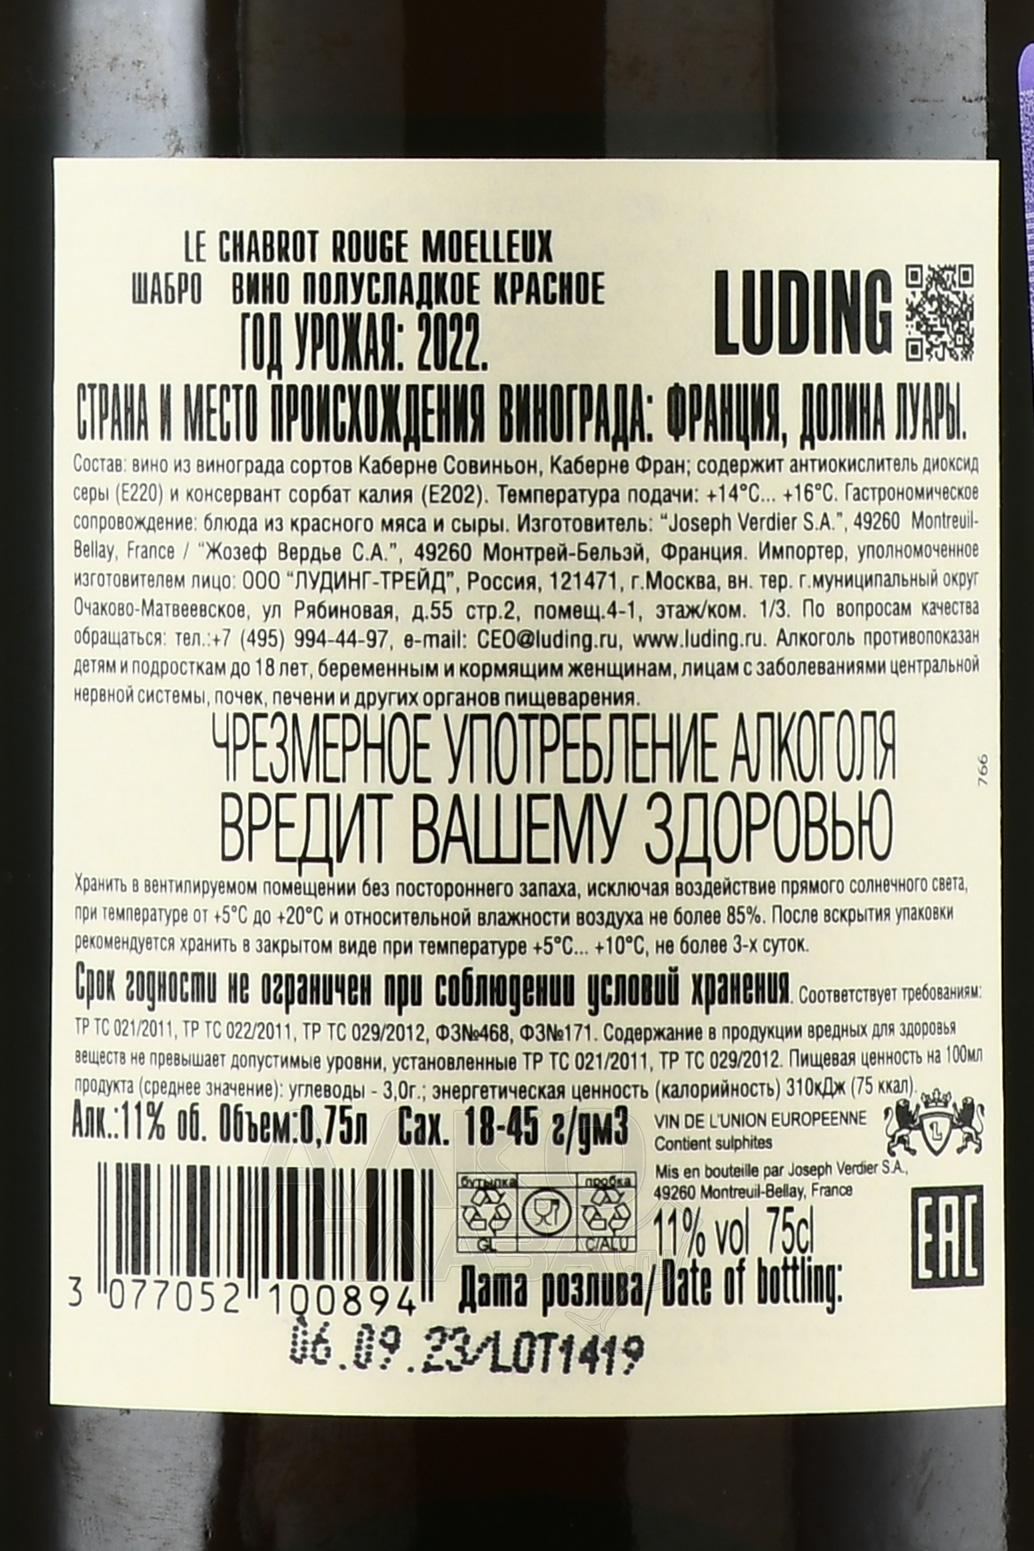 LE CHABROT ROUGE MOELLEUX
ШАБРО ВИНО ПОЛУСЛАДКОЕ КРАСНОЕ
ГОД УРОЖАЯ: 2022.
LUDING
СТРАНА И МЕСТО ПРОИСХОЖДЕНИЯ ВИНОГРАДА: ФРАНЦИЯ, ДОЛИНА ЛУАРЫ.
Состав: вино из винограда сортов Каберне Совиньон, Каберне Фран; содержит антиокислитель диоксид
серы (Е220) и консервант сорбат калия (Е202). Температура подачи: +14°C... +16°C. Гастрономическое
сопровождение: блюда из красного мяса и сыры. Изготовитель: “Joseph Verdier S.A.”, 49260 Montreuil-
Bellay, France / “Жозеф Вердье С.А.”, 49260 Монтрей-Бельэй, Франция. Импортер, уполномоченное
изготовителем лицо: ООО “ЛУДИНГ-ТРЕЙД”, Россия, 121471, г.Москва, вн. тер. г.муниципальный округ
Очаково-Матвеевское, ул Рябиновая, д.55 стр.2, помещ.4-1, этаж/ком. 1/3. По вопросам качества
обращаться: тел.:+7 (495) 994-44-97, e-mail: CEO@luding.ru, www.luding.ru. Алкоголь противопоказан
детям и подросткам до 18 лет, беременным и кормящим женщинам, лицам с заболеваниями центральной
нервной системы, почек, печени и других органов пищеварения.
ЧРЕЗМЕРНОЕ УПОТРЕБЛЕНИЕ АЛКОГОЛЯ
ВРЕДИТ ВАШЕМУ ЗДОРОВЬЮ
766
Хранить в вентилируемом помещении без постороннего запаха, исключая воздействие прямого солнечного света,
при температуре от +5°C до +20°C и относительной влажности воздуха не более 85%. После вскрытия упаковки
рекомендуется хранить в закрытом виде при температуре +5°C... +10°C, не более 3-х суток.
Срок годности не ограничен при соблюдении условий хранения. Соответствует требованиям:
ТР ТС 021/2011, ТР ТС 022/2011, ТР ТС 029/2012, ФЗ№468, ФЗ№171. Содержание в продукции вредных для здоровья
веществ не превышает допустимые уровни, установленные ТР ТС 021/2011, ТР ТС 029/2012. Пищевая ценность на 100мл
продукта (среднее значение): углеводы - 3,0г.; энергетическая ценность (калорийность) 310кДж (75 ккал).
Алк.:11% об. Объем:0,75л Сах. 18-45 г/дм3
VIN DE L'UNION EUROPEENNE
Contient sulphites
Mis en bouteille par Joseph Verdier S.A.,
49260 Montreuil-Bellay, France
бутылка пробка
GL C/ALU
11% vol 75cl
EAC
Дата розлива/Date of bottling:
3 077052 100894
06.09.23/LOT1419